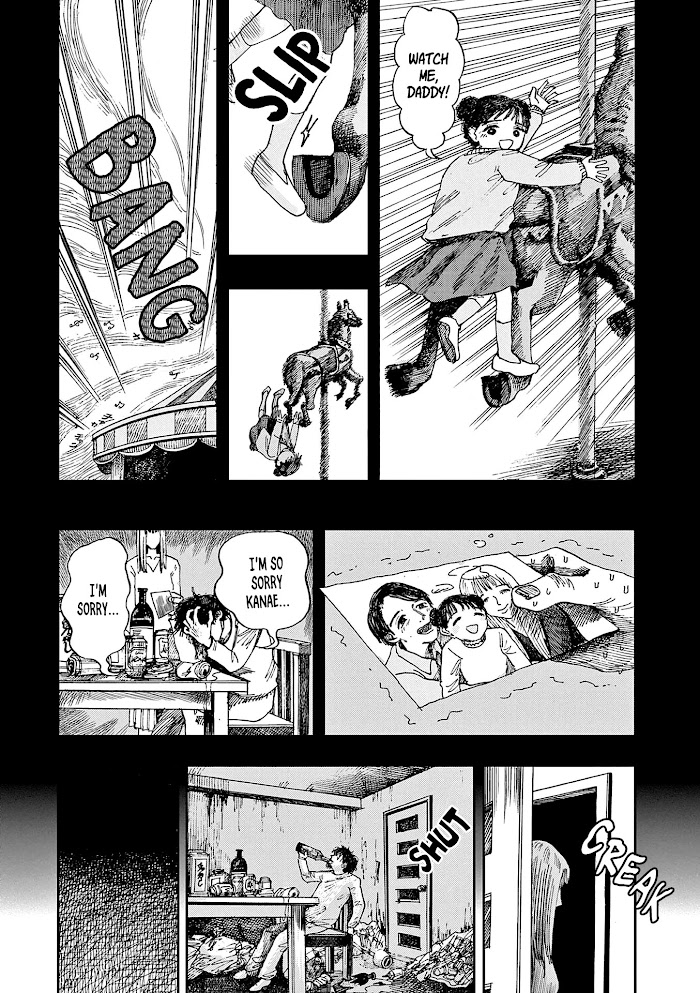 WATCH
ME,
DADDY!
SLIP
BANG
I'M SO
SORRY
KANAE...
I'M
SORRY...
CREAK
SHUT